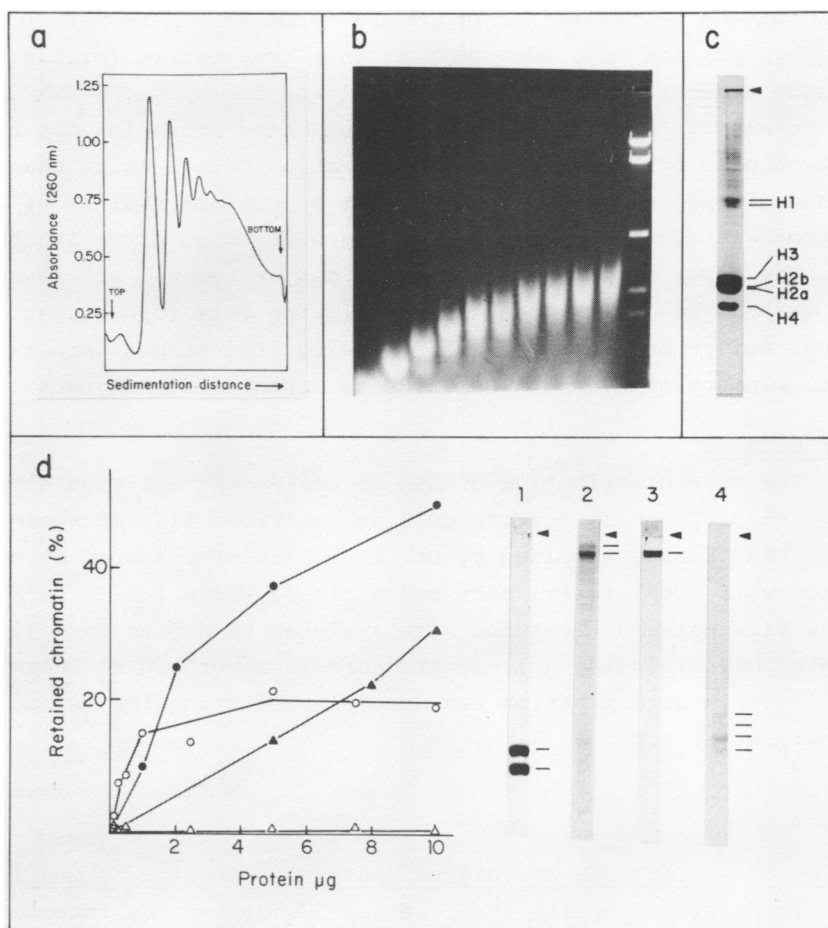 a
Absorbance (260 nm)
1.25
1.00
0.75
0.50
0.25
TOP
BOTTOM
Sedimentation distance →
b
c
H1
H3
H2b
H2a
H4
d
Retained chromatin (%)
40
20
2 4 6 8 10
Protein µg
1 2 3 4